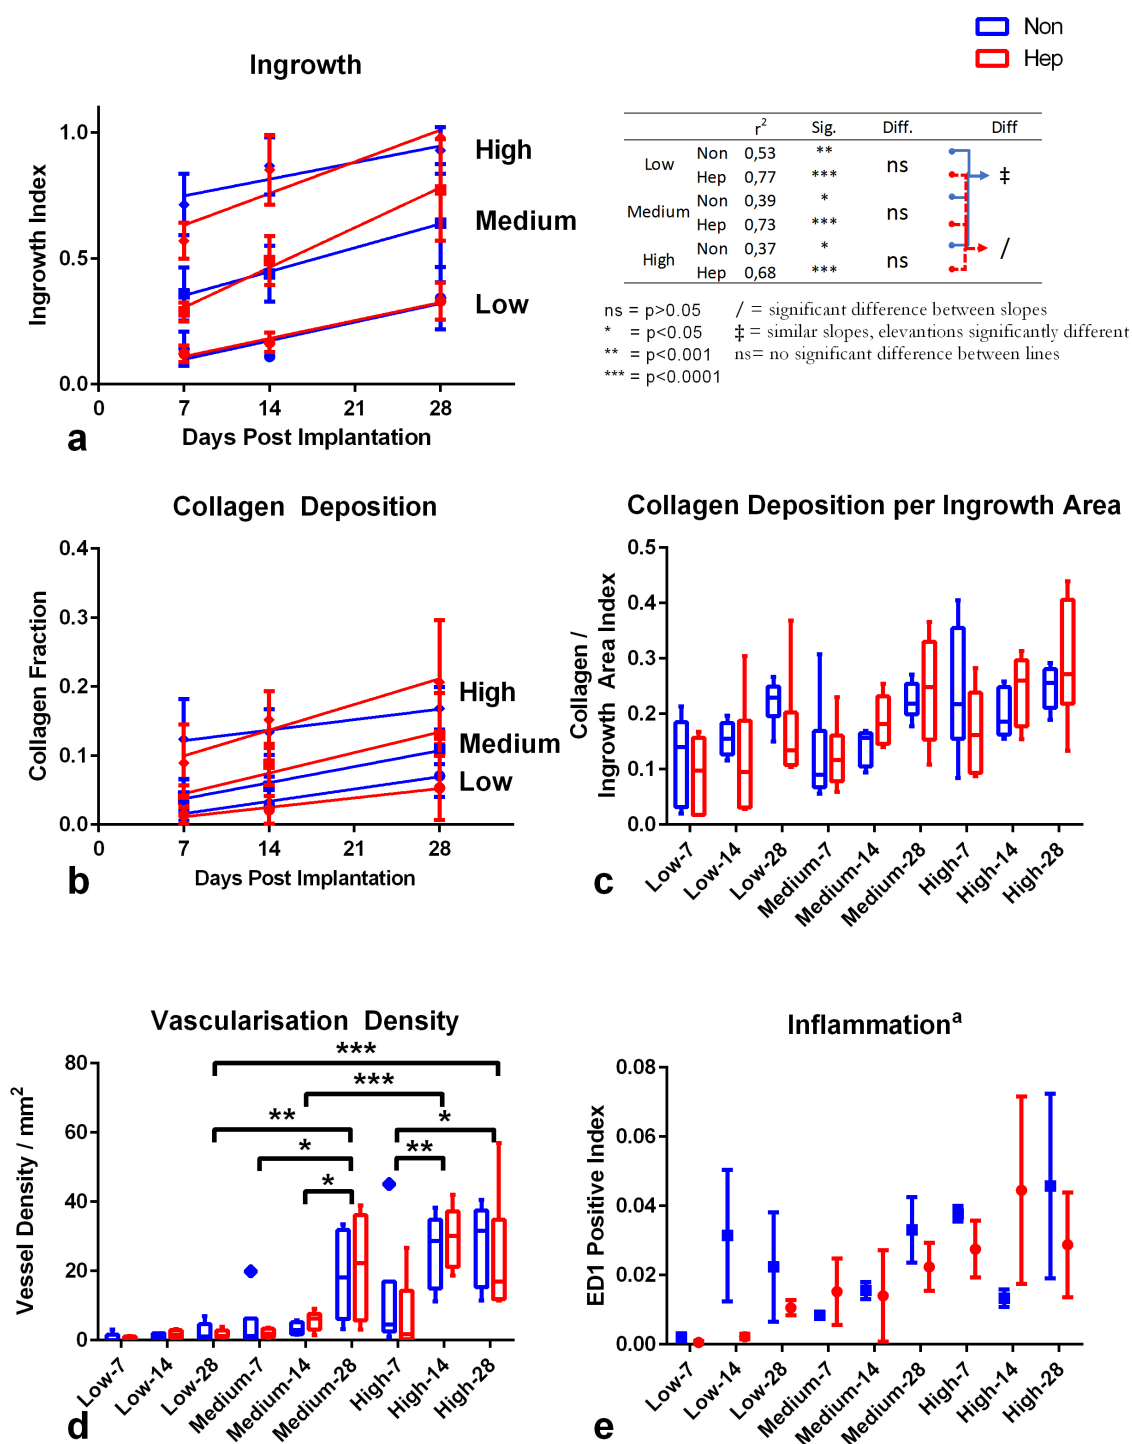 Non
Hep
Ingrowth
1.0
0.5
0.0
Ingrowth Index
High
Medium
Low
0 7 14 21 28
Days Post Implantation
a
r2 Sig. Diff. Diff
Low Non 0,53 ** ns
Hep 0,77 *** ‡
Medium Non 0,39 * ns
Hep 0,73 ***
High Non 0,37 * ns /
Hep 0,68 ***
ns = p>0.05 / = significant difference between slopes
* = p<0.05 ‡ = similar slopes, elevantions significantly different
** = p<0.001 ns= no significant difference between lines
*** = p<0.0001
Collagen Deposition
0.4
0.3
0.2
0.1
0.0
Collagen Fraction
High
Medium
Low
0 7 14 21 28
Days Post Implantation
b
Collagen Deposition per Ingrowth Area
0.5
0.4
0.3
0.2
0.1
0.0
Collagen /
Ingrowth Area Index
Low-7 Low-14 Low-28 Medium-7 Medium-14 Medium-28 High-7 High-14 High-28
c
Vascularisation Density
80
60
40
20
0
Vessel Density / mm2
***
***
** *
* **
*
Low-7 Low-14 Low-28 Medium-7 Medium-14 Medium-28 High-7 High-14 High-28
d
Inflammationa
0.08
0.06
0.04
0.02
0.00
ED1 Positive Index
Low-7 Low-14 Low-28 Medium-7 Medium-14 Medium-28 High-7 High-14 High-28
e